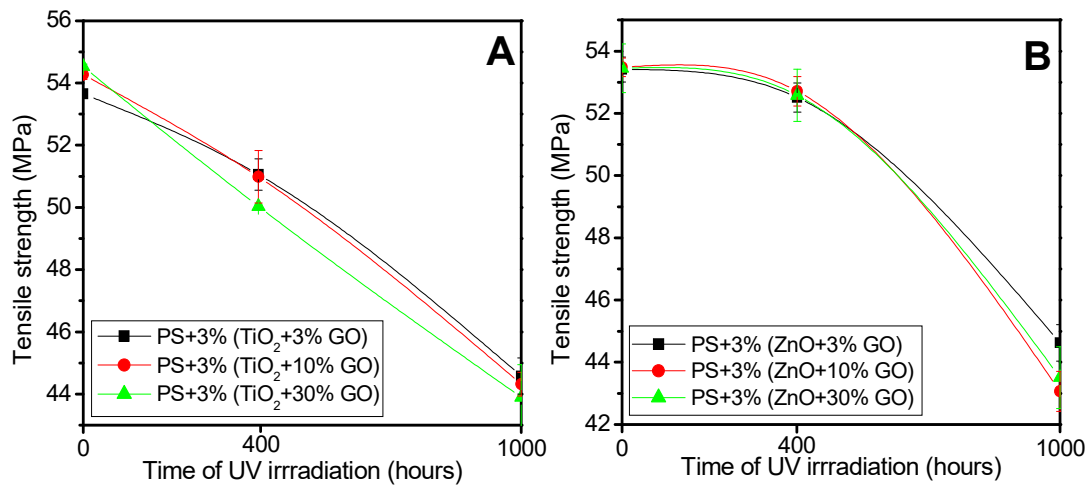 A
Tensile strength (MPa)
56
54
52
50
48
46
44
PS+3% (TiO₂+3% GO)
PS+3% (TiO₂+10% GO)
PS+3% (TiO₂+30% GO)
0
400
1000
Time of UV irrradiation (hours)
B
Tensile strength (MPa)
54
52
50
48
46
44
42
PS+3% (ZnO+3% GO)
PS+3% (ZnO+10% GO)
PS+3% (ZnO+30% GO)
0
400
1000
Time of UV irrradiation (hours)